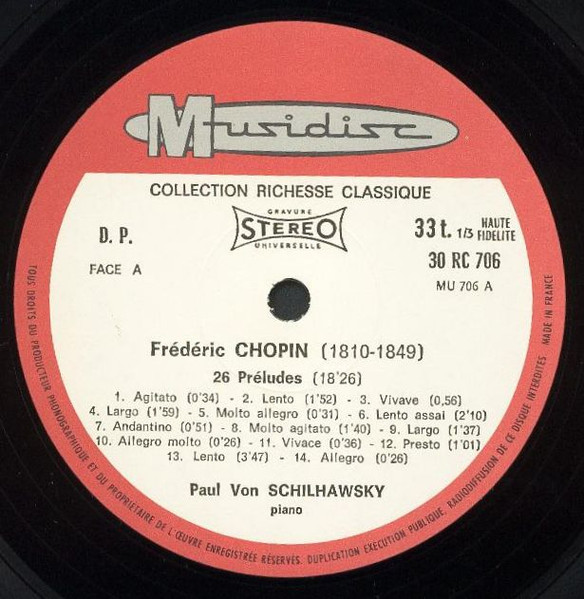 Musidisc
COLLECTION RICHESSE CLASSIQUE
GRAVURE
STEREO
UNIVERSELLE
D. P.
FACE A
33 t. 1/3 HAUTE FIDELITE
30 RC 706
MU 706 A
Frédéric CHOPIN (1810-1849)
26 Préludes (18'26)
1. Agitato (0'34) - 2. Lento (1'52) - 3. Vivave (0,56)
4. Largo (1'59) - 5. Molto allegro (0'31) - 6. Lento assai (2'10)
7. Andantino (0'51) - 8. Molto agitato (1'40) - 9. Largo (1'37)
10. Allegro molto (0'26) - 11. Vivace (0'36) - 12. Presto (1'01)
13. Lento (3'47) - 14. Allegro (0'26)
Paul Von SCHILHAWSKY
piano
TOUS DROITS DU PRODUCTEUR PHONOGRAPHIQUE ET DU PROPRIETAIRE DE L'ŒUVRE ENREGISTRÉE RÉSERVÉS. DUPLICATION EXECUTION PUBLIQUE, RADIODIFFUSION DE CE DISQUE INTERDITES. MADE IN FRANCE